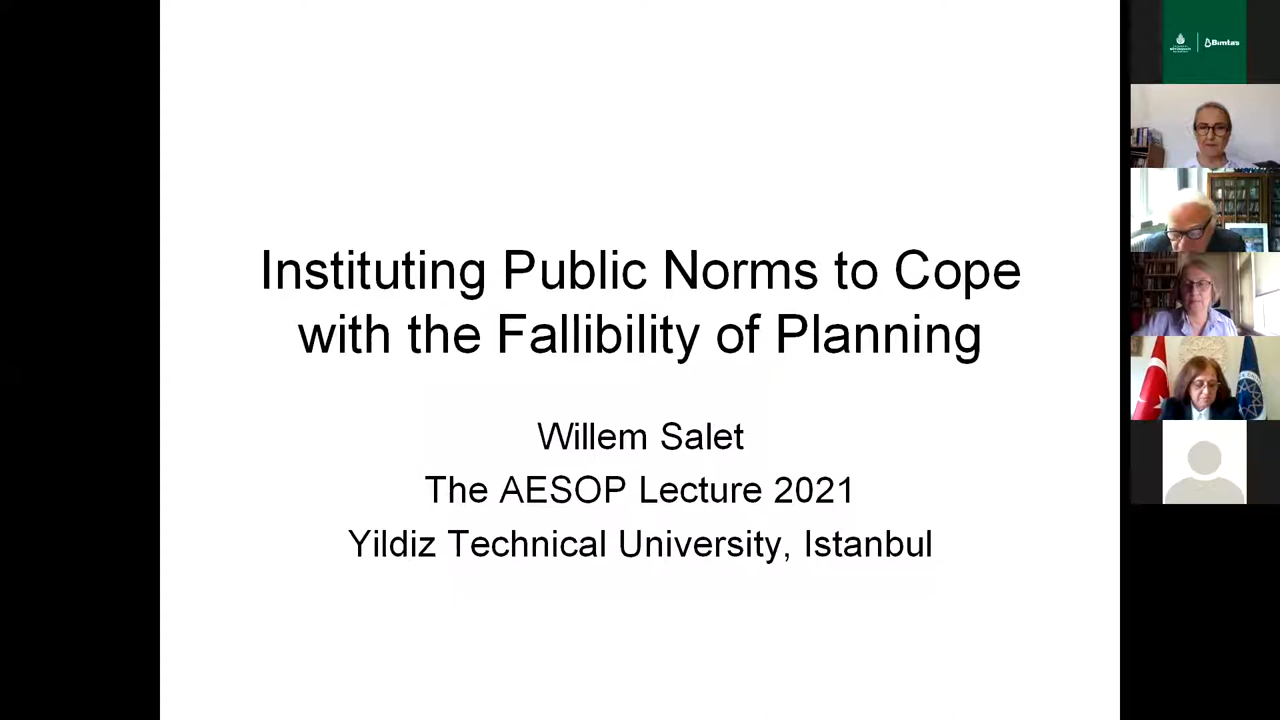 Instituting Public Norms to Cope
with the Fallibility of Planning
Willem Salet
The AESOP Lecture 2021
Yildiz Technical University, Istanbul
Bimtaş